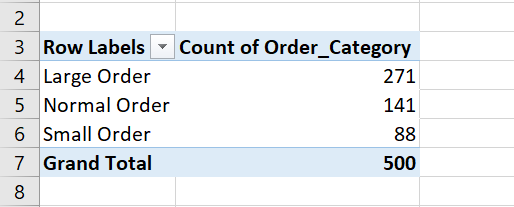 2
3 Row Labels Count of Order_Category
4 Large Order 271
5 Normal Order 141
6 Small Order 88
7 Grand Total 500
8